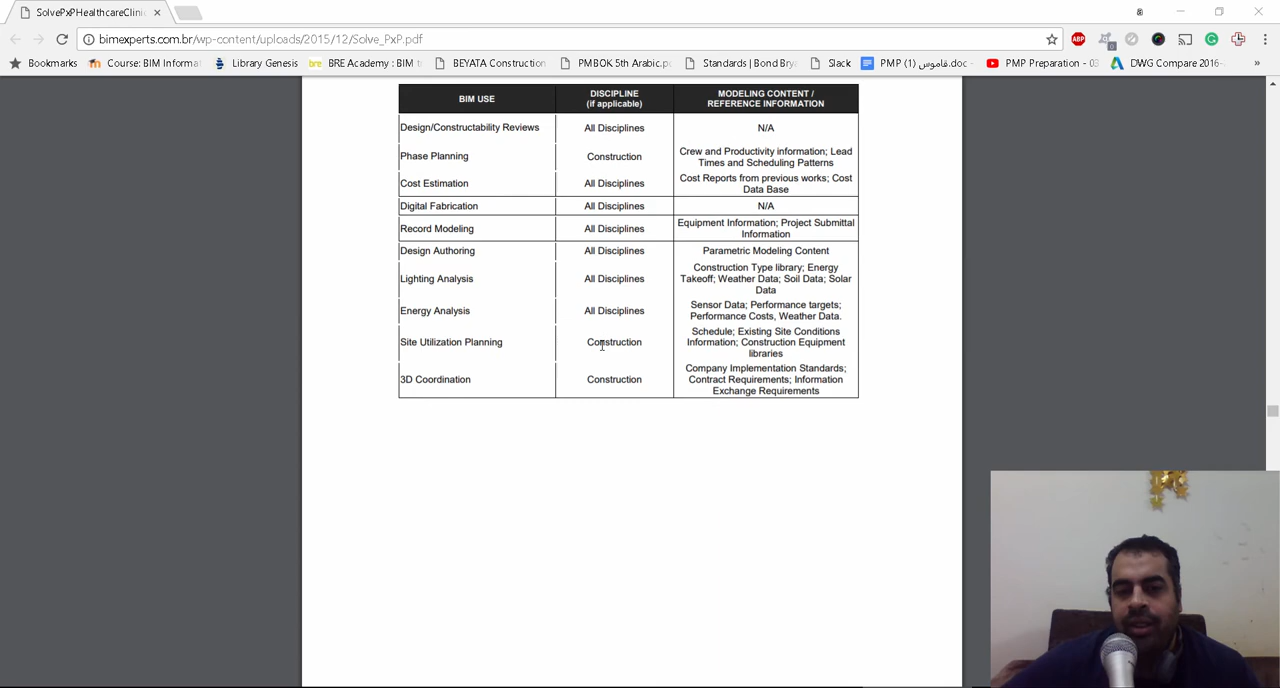 SolvePxPHealthcareClini
bimexperts.com.br/wp-content/uploads/2015/12/Solve_PxP.pdf
ABP
0
Bookmarks
Course: BIM Informat
Library Genesis
bre
BRE Academy : BIM t
BEYATA Construction
PMBOK 5th Arabic.p
Standards | Bond Bry
Slack
PMP (1) قاموس.doc
PMP Preparation - 03
DWG Compare 2016-
»
BIM USE
DISCIPLINE
(if applicable)
MODELING CONTENT /
REFERENCE INFORMATION
Design/Constructability Reviews
All Disciplines
N/A
Phase Planning
Construction
Crew and Productivity information; Lead
Times and Scheduling Patterns
Cost Estimation
All Disciplines
Cost Reports from previous works; Cost
Data Base
Digital Fabrication
All Disciplines
N/A
Record Modeling
All Disciplines
Equipment Information; Project Submittal
Information
Design Authoring
All Disciplines
Parametric Modeling Content
Lighting Analysis
All Disciplines
Construction Type library; Energy
Takeoff; Weather Data; Soil Data; Solar
Data
Energy Analysis
All Disciplines
Sensor Data; Performance targets;
Performance Costs, Weather Data.
Site Utilization Planning
Construction
Schedule; Existing Site Conditions
Information; Construction Equipment
libraries
3D Coordination
Construction
Company Implementation Standards;
Contract Requirements; Information
Exchange Requirements